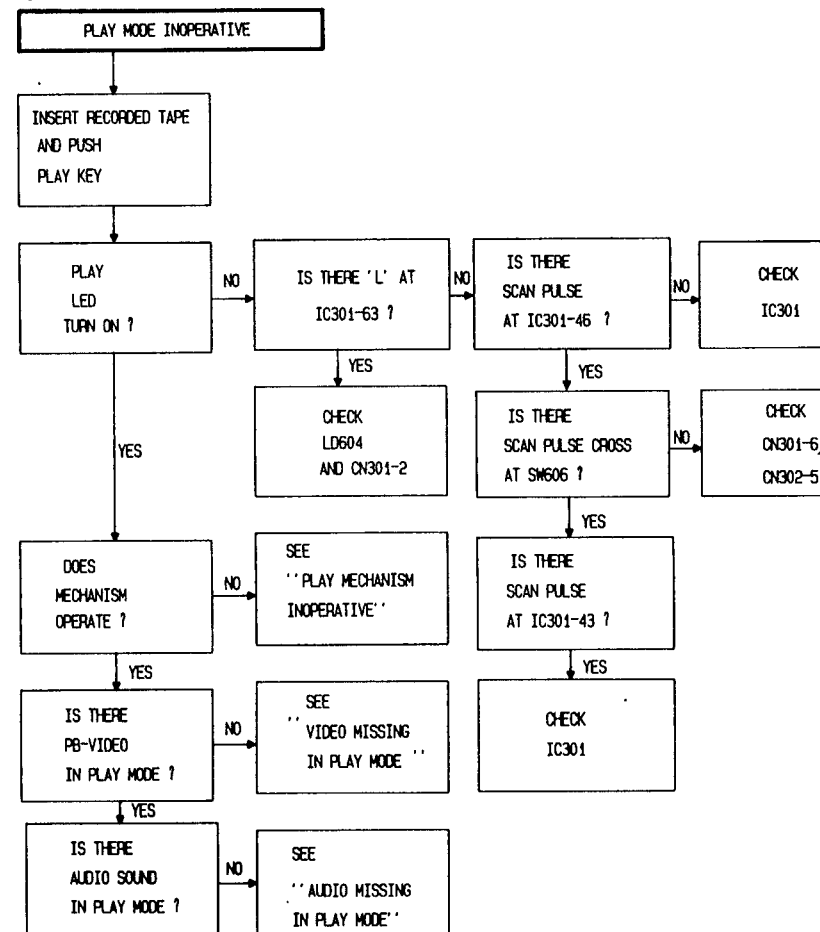 PLAY MODE INOPERATIVE
INSERT RECORDED TAPE
AND PUSH
PLAY KEY
PLAY
LED
TURN ON ?
NO
IS THERE 'L' AT
IC301-63 ?
NO
IS THERE
SCAN PULSE
AT IC301-46 ?
NO
CHECK
IC301
YES
YES
YES
CHECK
LD604
AND CN301-2
IS THERE
SCAN PULSE CROSS
AT SW606 ?
NO
CHECK
CN301-6,
CN302-5
YES
DOES
MECHANISM
OPERATE ?
NO
SEE
''PLAY MECHANISM
INOPERATIVE''
IS THERE
SCAN PULSE
AT IC301-43 ?
YES
YES
IS THERE
PB-VIDEO
IN PLAY MODE ?
NO
SEE
''
VIDEO MISSING
IN PLAY MODE ''
CHECK
IC301
YES
IS THERE
AUDIO SOUND
IN PLAY MODE ?
NO
SEE
''AUDIO MISSING
IN PLAY MODE''